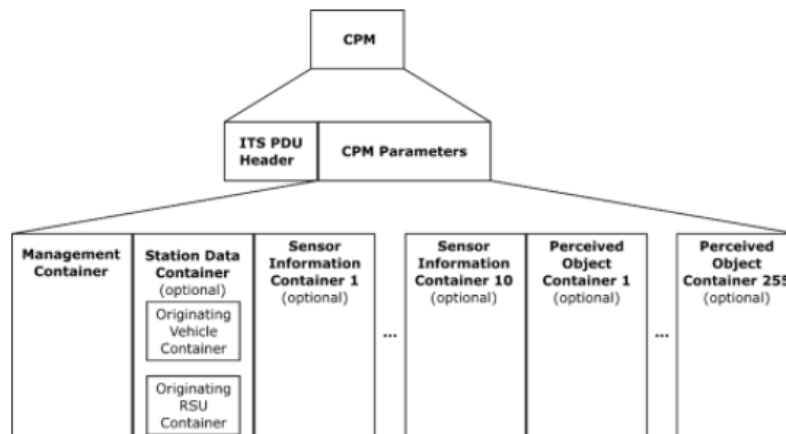 CPM
ITS PDU
Header
CPM Parameters
Management
Container
Station Data
Container
(optional)
Originating
Vehicle
Container
Originating
RSU
Container
Sensor
Information
Container 1
(optional)
...
Sensor
Information
Container 10
(optional)
Perceived
Object
Container 1
(optional)
...
Perceived
Object
Container 255
(optional)